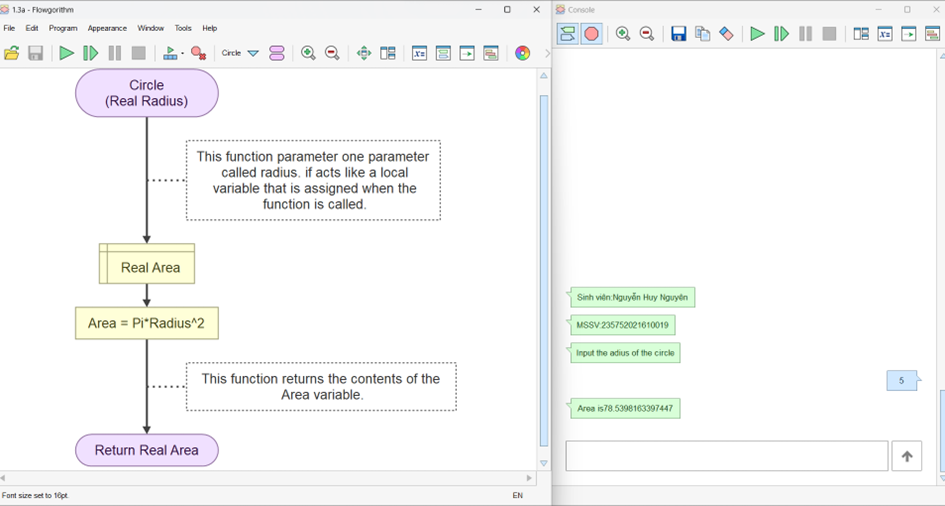 1.3a - Flowgorithm
File Edit Program Appearance Window Tools Help
Circle
Circle
(Real Radius)
This function parameter one parameter
called radius. if acts like a local
variable that is assigned when the
function is called.
Real Area
Area = Pi*Radius^2
This function returns the contents of the
Area variable.
Return Real Area
Font size set to 16pt.
EN
Console
Sinh viên:Nguyễn Huy Nguyên
MSSV:235752021610019
Input the adius of the circle
5
Area is78.5398163397447